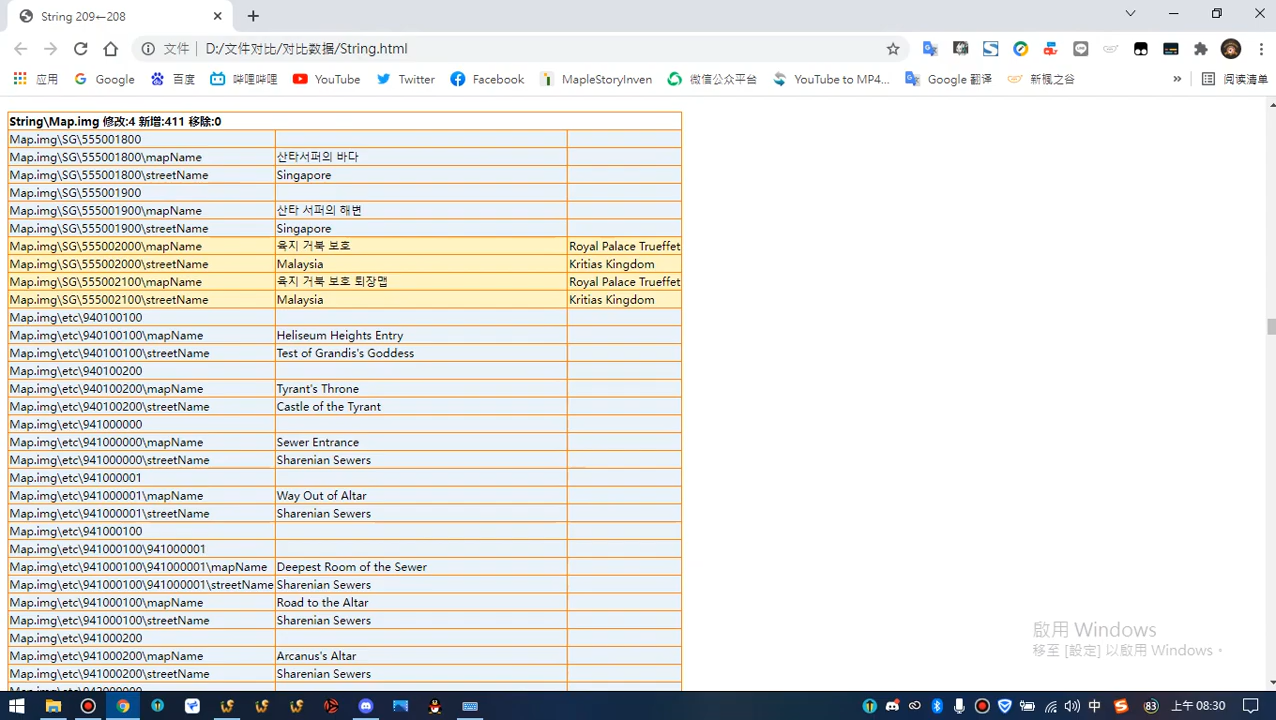 String 209←208
文件 D:/文件对比/对比数据/String.html
应用 Google 百度 哔哩哔哩 YouTube Twitter Facebook MapleStoryInven 微信公众平台 YouTube to MP4... Google 翻译 新楓之谷 » 阅读清单
String\Map.img 修改:4 新增:411 移除:0
Map.img\SG\555001800
Map.img\SG\555001800\mapName 산타서퍼의 바다
Map.img\SG\555001800\streetName Singapore
Map.img\SG\555001900
Map.img\SG\555001900\mapName 산타 서퍼의 해변
Map.img\SG\555001900\streetName Singapore
Map.img\SG\555002000\mapName 육지 거북 보호 Royal Palace Trueffet
Map.img\SG\555002000\streetName Malaysia Kritias Kingdom
Map.img\SG\555002100\mapName 육지 거북 보호 퇴장맵 Royal Palace Trueffet
Map.img\SG\555002100\streetName Malaysia Kritias Kingdom
Map.img\etc\940100100
Map.img\etc\940100100\mapName Heliseum Heights Entry
Map.img\etc\940100100\streetName Test of Grandis's Goddess
Map.img\etc\940100200
Map.img\etc\940100200\mapName Tyrant's Throne
Map.img\etc\940100200\streetName Castle of the Tyrant
Map.img\etc\941000000
Map.img\etc\941000000\mapName Sewer Entrance
Map.img\etc\941000000\streetName Sharenian Sewers
Map.img\etc\941000001
Map.img\etc\941000001\mapName Way Out of Altar
Map.img\etc\941000001\streetName Sharenian Sewers
Map.img\etc\941000100
Map.img\etc\941000100\941000001
Map.img\etc\941000100\941000001\mapName Deepest Room of the Sewer
Map.img\etc\941000100\941000001\streetName Sharenian Sewers
Map.img\etc\941000100\mapName Road to the Altar
Map.img\etc\941000100\streetName Sharenian Sewers
Map.img\etc\941000200
Map.img\etc\941000200\mapName Arcanus's Altar
Map.img\etc\941000200\streetName Sharenian Sewers
啟用 Windows
移至 [設定] 以啟用 Windows。
中 83 上午 08:30